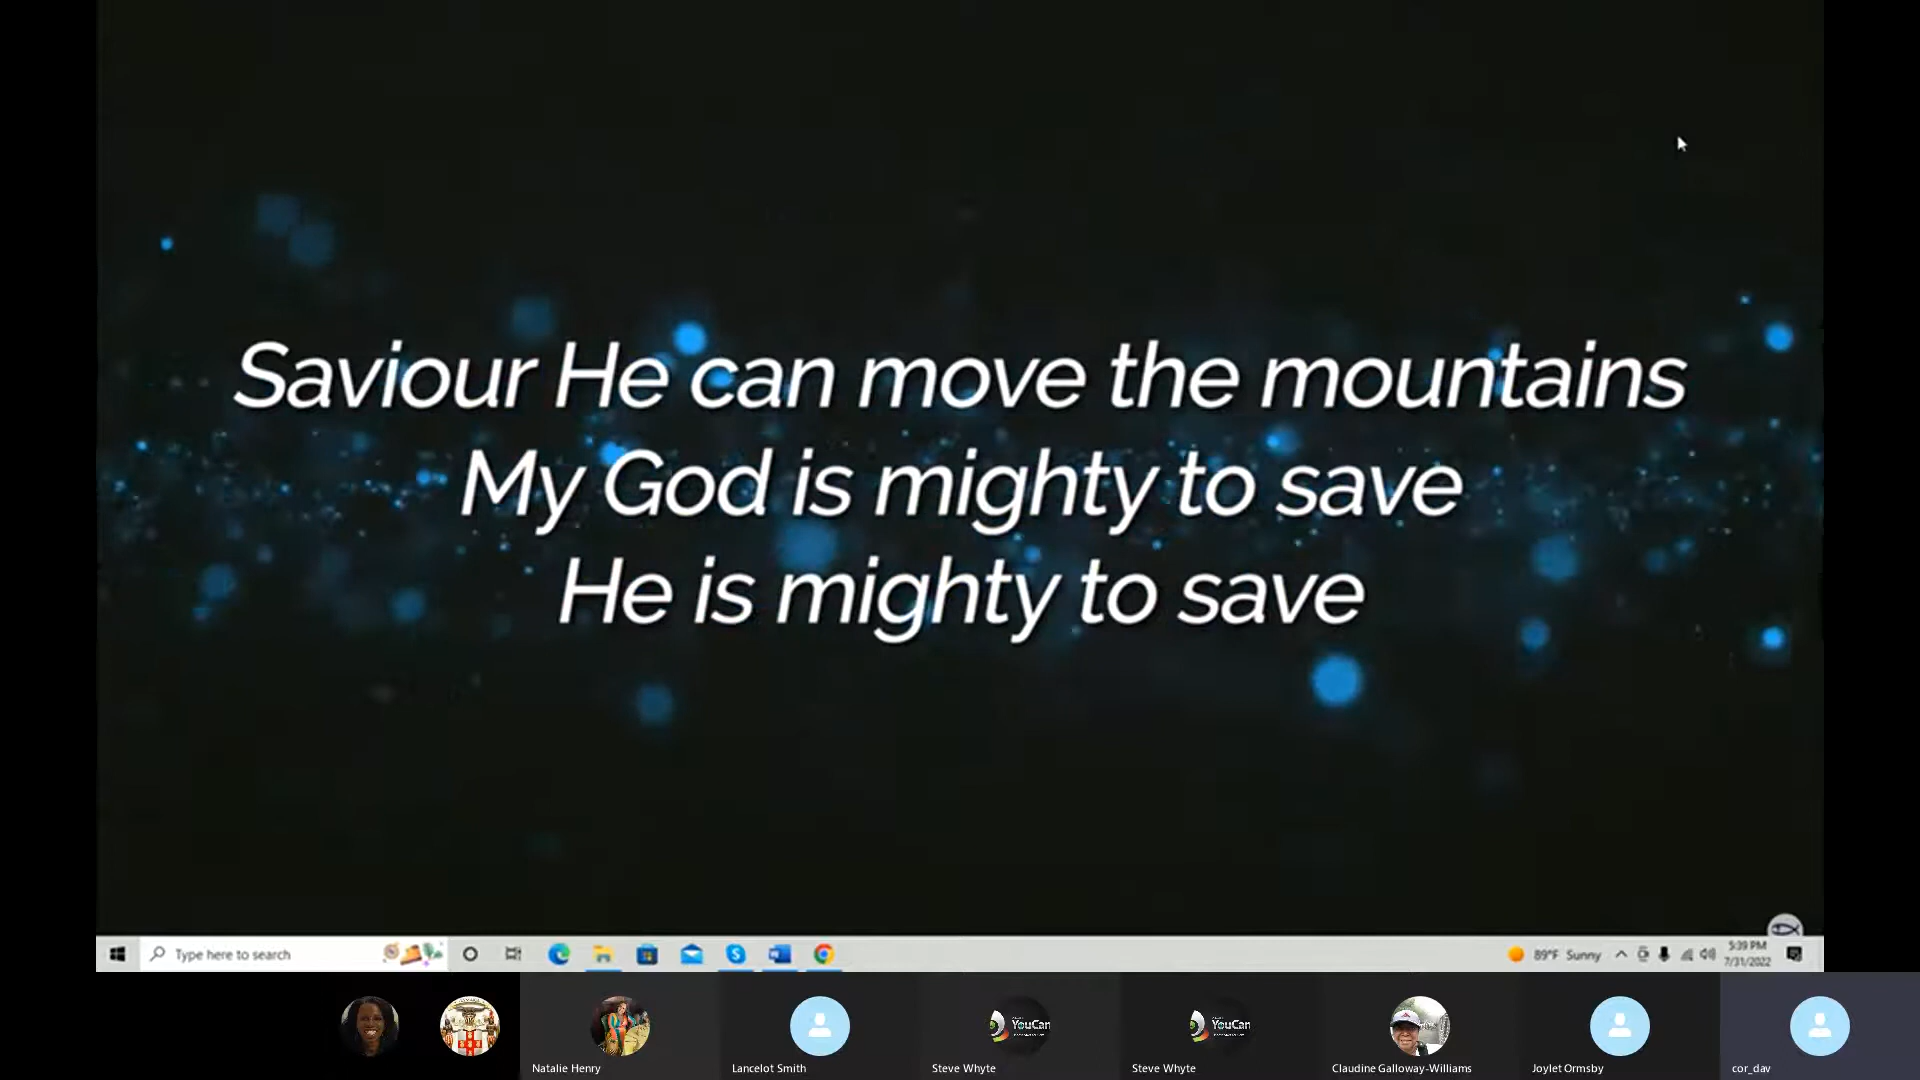 Saviour He can move the mountains
My God is mighty to save
He is mighty to save
Type here to search
89°F Sunny
5:39 PM
7/31/2022
YouCan
YouCan
Natalie Henry
Lancelot Smith
Steve Whyte
Steve Whyte
Claudine Galloway-Williams
Joylet Ormsby
cor_dav